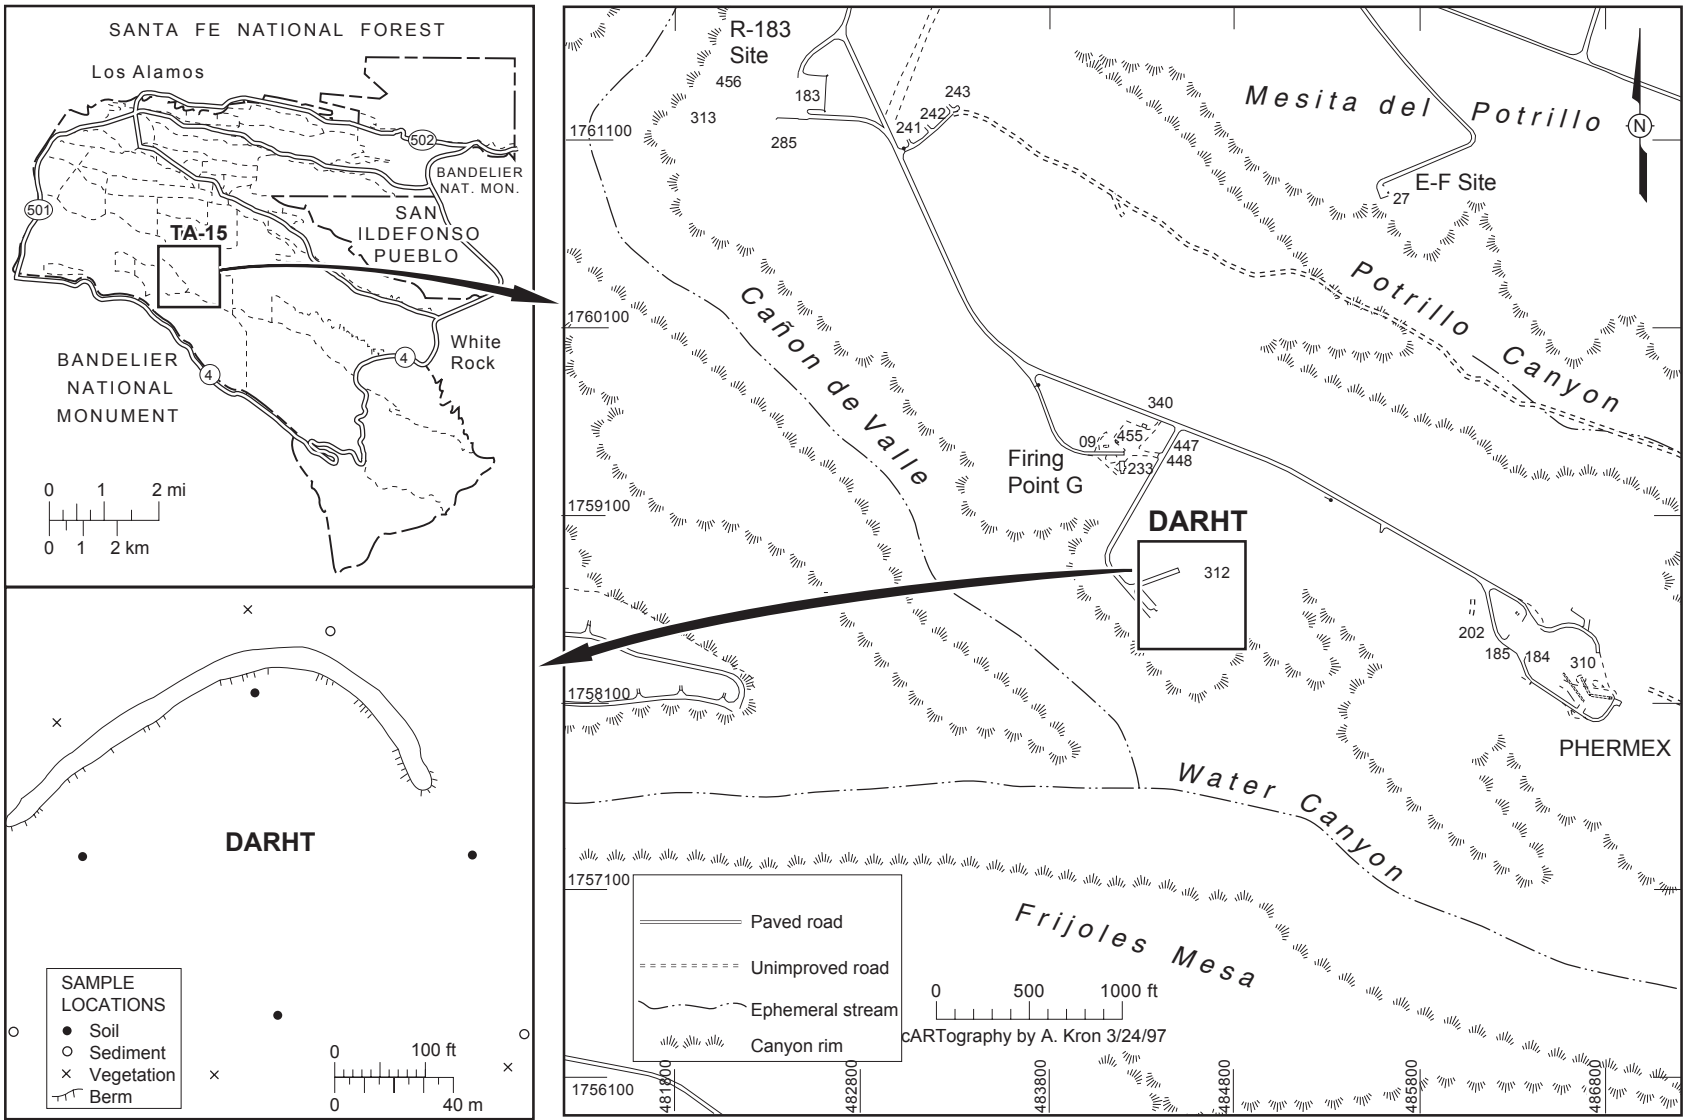 SANTA FE NATIONAL FOREST
Los Alamos
502
BANDELIER
NAT. MON.
501
SAN
ILDEFONSO
PUEBLO
TA-15
White
Rock
4
4
BANDELIER
NATIONAL
MONUMENT
0 1 2 mi
0 1 2 km
DARHT
SAMPLE
LOCATIONS
Soil
Sediment
Vegetation
Berm
0 100 ft
0 40 m
R-183
Site
456
313
183
285
243
242
241
Mesita del Potrillo
N
E-F Site
27
1761100
1760100
1759100
1758100
1757100
1756100
Potrillo Canyon
Cañon de Valle
340
09
455
447
448
233
Firing
Point G
DARHT
312
202
185
184
310
PHERMEX
Water Canyon
Frijoles Mesa
Paved road
Unimproved road
Ephemeral stream
Canyon rim
0 500 1000 ft
cARTography by A. Kron 3/24/97
481800
482800
483800
484800
485800
486800